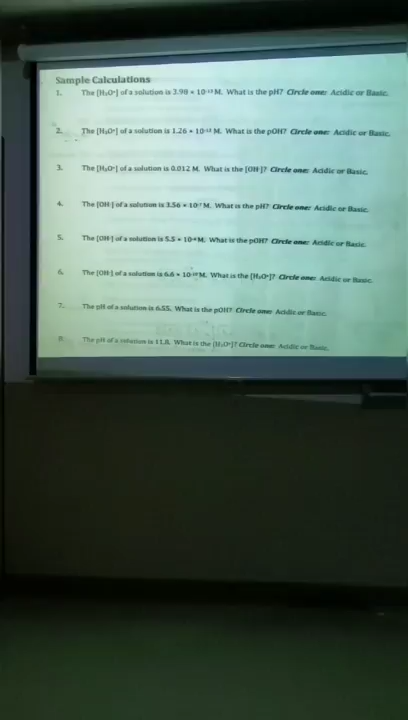 Sample Calculations
1. The [H₃O⁺] of a solution is 3.98 × 10⁻¹³ M. What is the pH? Circle one: Acidic or Basic.
2. The [H₃O⁺] of a solution is 1.26 × 10⁻¹² M. What is the pOH? Circle one: Acidic or Basic.
3. The [H₃O⁺] of a solution is 0.012 M. What is the [OH⁻]? Circle one: Acidic or Basic.
4. The [OH⁻] of a solution is 3.56 × 10⁻⁷ M. What is the pH? Circle one: Acidic or Basic.
5. The [OH⁻] of a solution is 5.5 × M. What is the pOH? Circle one: Acidic or Basic.
6. The [OH⁻] of a solution is 6.6 × M. What is the [H₃O⁺]? Circle one: Acidic or Basic.
7. The pH of a solution is 6.55. What is the pOH? Circle one: Acidic or Basic.
8. The pH of a solution is 11.8. What is the [H₃O⁺]? Circle one: Acidic or Basic.